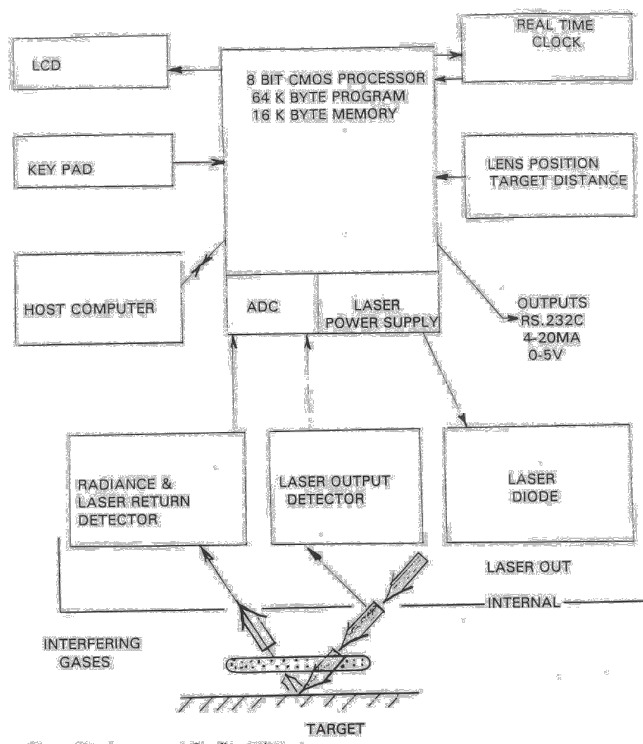 REAL TIME
CLOCK
LCD
8 BIT CMOS PROCESSOR
64 K BYTE PROGRAM
16 K BYTE MEMORY
KEY PAD
LENS POSITION
TARGET DISTANCE
HOST COMPUTER
ADC
LASER
POWER SUPPLY
OUTPUTS
RS.232C
4-20MA
0-5V
RADIANCE &
LASER RETURN
DETECTOR
LASER OUTPUT
DETECTOR
LASER
DIODE
LASER OUT
INTERNAL
INTERFERING
GASES
TARGET